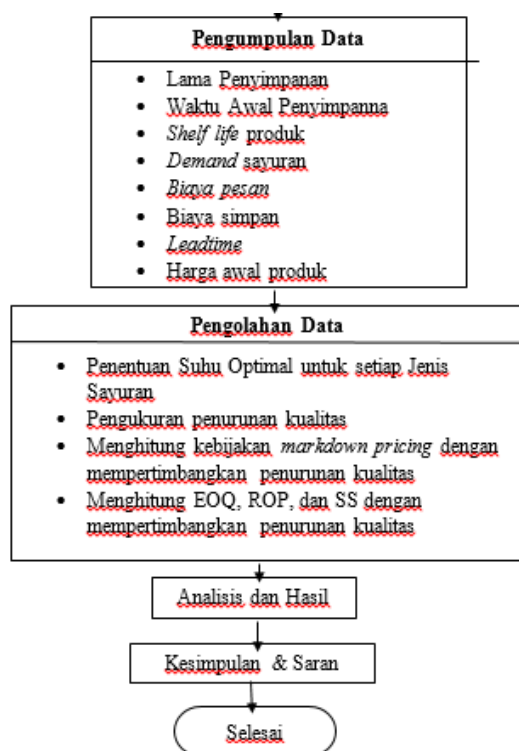 Pengumpulan Data
• Lama Penyimpanan
• Waktu Awal Penyimpanna
• Shelf life produk
• Demand sayuran
• Biaya pesan
• Biaya simpan
• Leadtime
• Harga awal produk
Pengolahan Data
• Penentuan Suhu Optimal untuk setiap Jenis
Sayuran
• Pengukuran penurunan kualitas
• Menghitung kebijakan markdown pricing dengan
mempertimbangkan penurunan kualitas
• Menghitung EOQ, ROP, dan SS dengan
mempertimbangkan penurunan kualitas
Analisis dan Hasil
Kesimpulan & Saran
Selesai